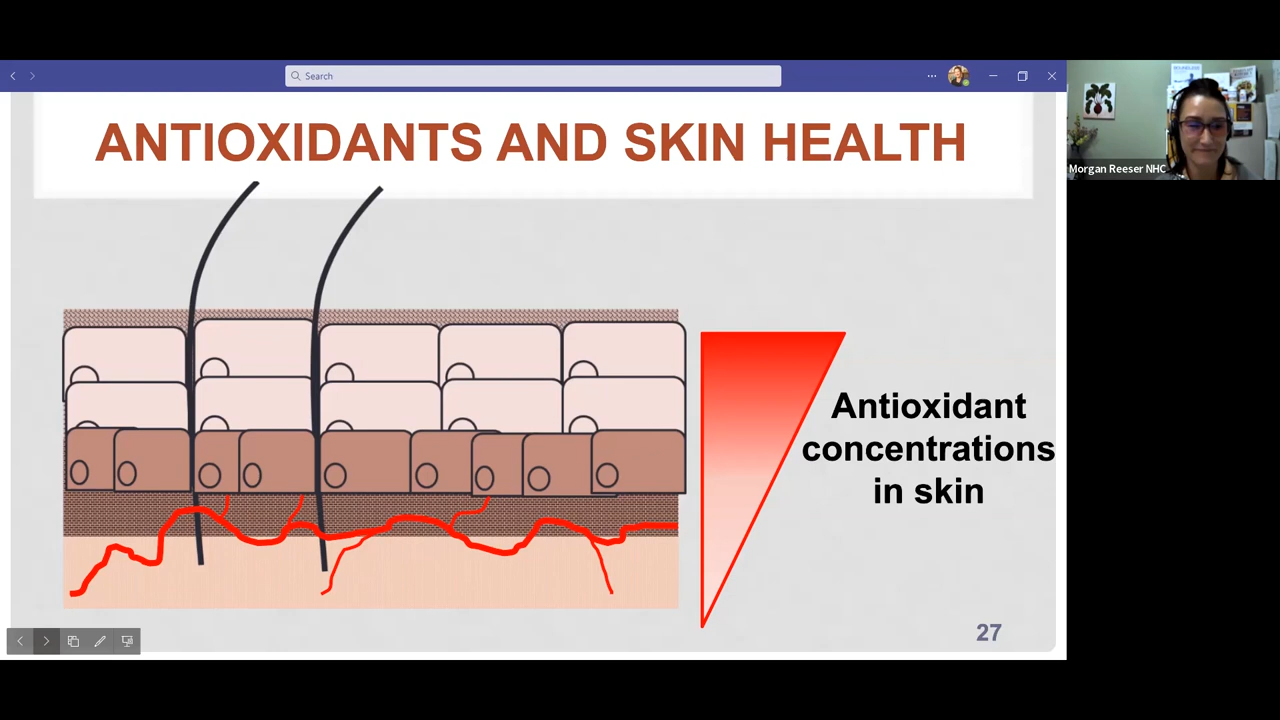 Search
ANTIOXIDANTS AND SKIN HEALTH
Morgan Reeser NHC
Antioxidant
concentrations
in skin
27